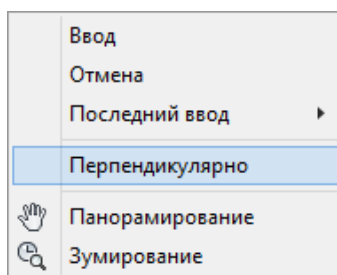 Ввод
Отмена
Последний ввод
Перпендикулярно
Панорамирование
Зумирование